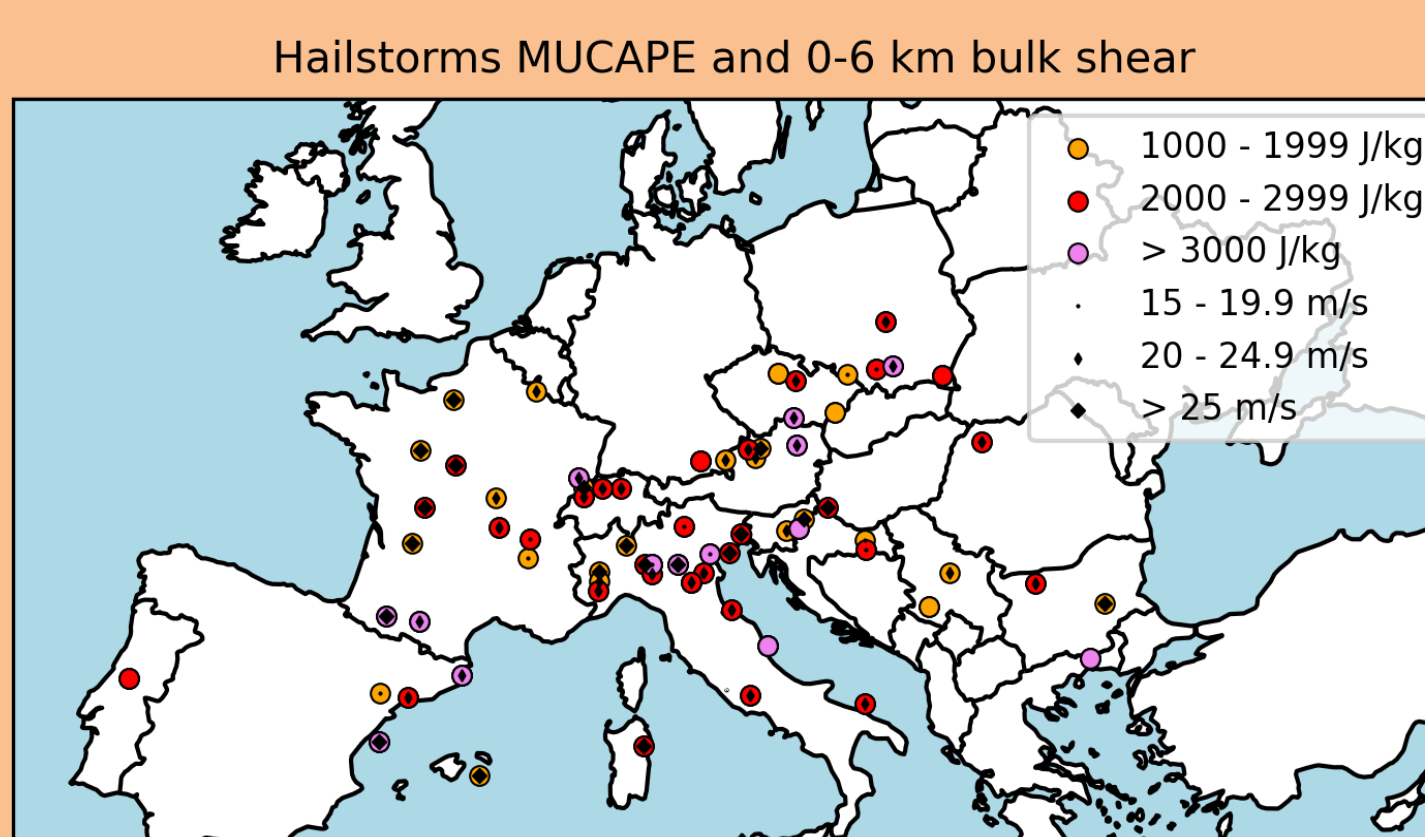 Hailstorms MUCAPE and 0-6 km bulk shear
1000 - 1999 J/kg
2000 - 2999 J/kg
> 3000 J/kg
15 - 19.9 m/s
20 - 24.9 m/s
> 25 m/s